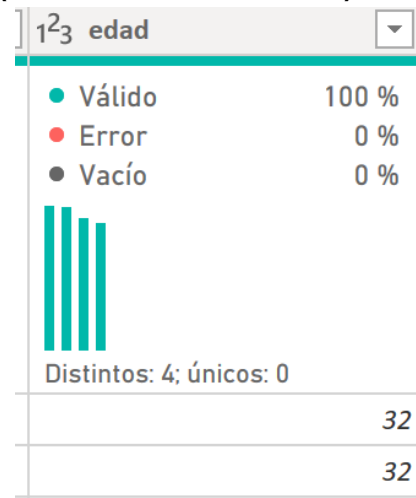 1²3 edad
Válido 100 %
Error 0 %
Vacío 0 %
Distintos: 4; únicos: 0
32
32